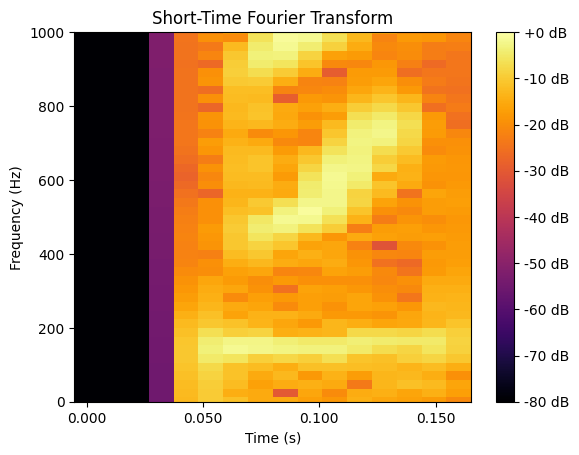 Short-Time Fourier Transform
1000
800
600
400
200
0
Frequency (Hz)
0.000
0.050
0.100
0.150
Time (s)
+0 dB
-10 dB
-20 dB
-30 dB
-40 dB
-50 dB
-60 dB
-70 dB
-80 dB